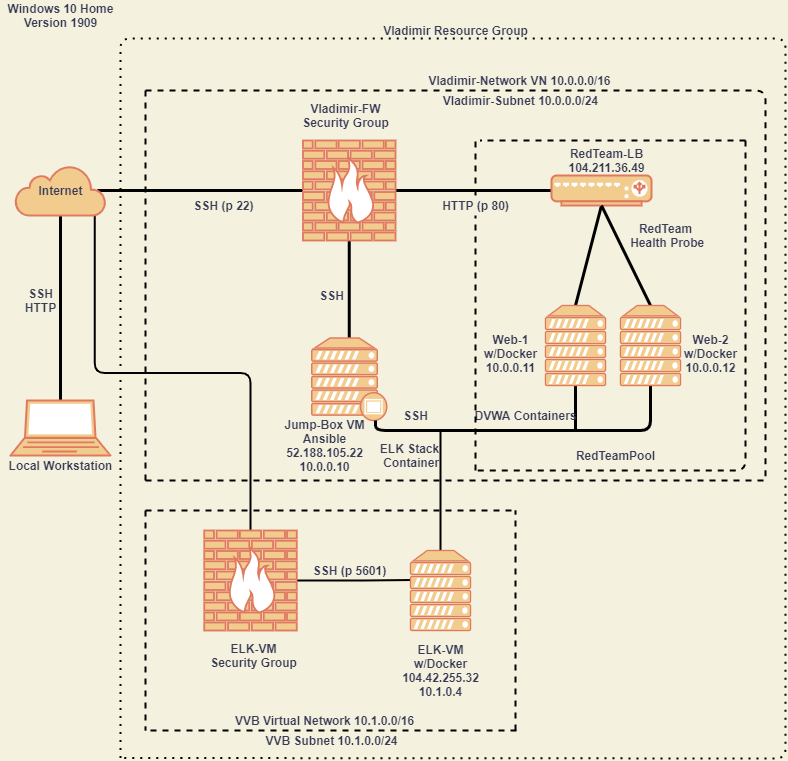 Windows 10 Home
Version 1909
Vladimir Resource Group
Vladimir-Network VN 10.0.0.0/16
Vladimir-Subnet 10.0.0.0/24
Vladimir-FW
Security Group
RedTeam-LB
104.211.36.49
Internet
SSH (p 22)
HTTP (p 80)
RedTeam
Health Probe
SSH
HTTP
SSH
Web-1
w/Docker
10.0.0.11
Web-2
w/Docker
10.0.0.12
Jump-Box VM
Ansible
52.188.105.22
10.0.0.10
SSH
DVWA Containers
ELK Stack
Container
RedTeamPool
Local Workstation
SSH (p 5601)
ELK-VM
Security Group
ELK-VM
w/Docker
104.42.255.32
10.1.0.4
VVB Virtual Network 10.1.0.0/16
VVB Subnet 10.1.0.0/24